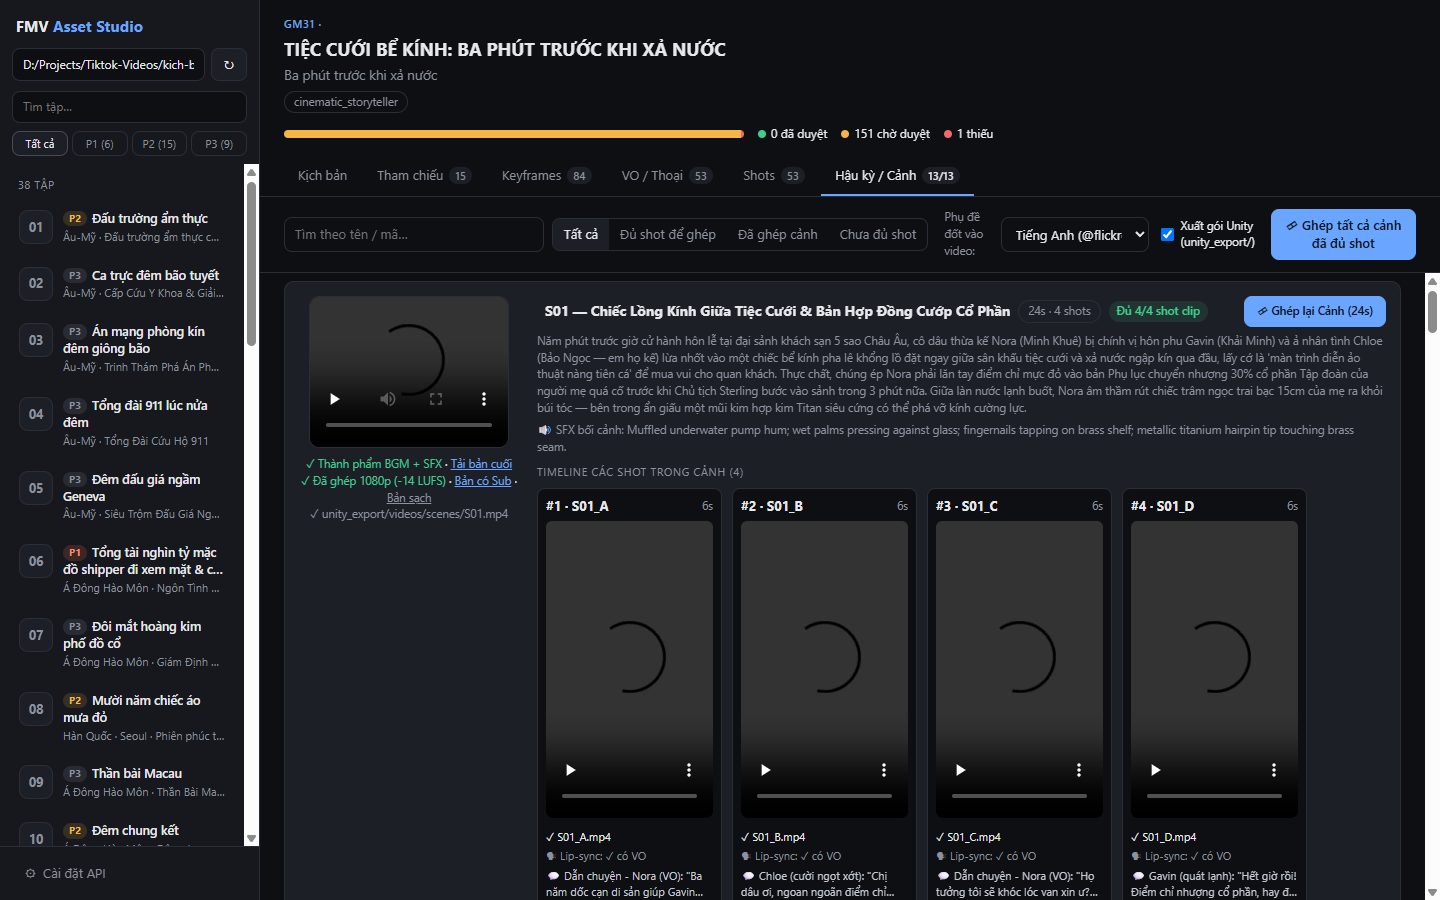 FMV Asset Studio
D:/Projects/Tiktok-Videos/kich-b
Tìm tập...
Tất cả
P1 (6)
P2 (15)
P3 (9)
38 TẬP
01
P2 Đấu trường ẩm thực
Âu-Mỹ · Đấu trường ẩm thực c...
02
P3 Ca trực đêm bão tuyết
Âu-Mỹ · Cấp Cứu Y Khoa & Giải...
03
P3 Án mạng phòng kín
đêm giông bão
Âu-Mỹ · Trinh Thám Phá Án Ph...
04
P3 Tổng đài 911 lúc nửa
đêm
Âu-Mỹ · Tổng Đài Cứu Hộ 911
05
P3 Đêm đấu giá ngầm
Geneva
Âu-Mỹ · Siêu Trộm Đấu Giá Ng...
06
P1 Tổng tài nghìn tỷ mặc
đồ shipper đi xem mặt & c...
Á Đông Hào Môn · Ngôn Tình ...
07
P3 Đôi mắt hoàng kim
phố đồ cổ
Á Đông Hào Môn · Giám Định ...
08
P2 Mười năm chiếc áo
mưa đỏ
Hàn Quốc · Seoul · Phiên phúc t...
09
P3 Thần bài Macau
Á Đông Hào Môn · Thần Bài Ma...
10
P2 Đêm chung kết
Cài đặt API
GM31 ·
TIỆC CƯỚI BỂ KÍNH: BA PHÚT TRƯỚC KHI XẢ NƯỚC
Ba phút trước khi xả nước
cinematic_storyteller
0 đã duyệt
151 chờ duyệt
1 thiếu
Kịch bản
Tham chiếu 15
Keyframes 84
VO / Thoại 53
Shots 53
Hậu kỳ / Cảnh 13/13
Tìm theo tên / mã...
Tất cả
Đủ shot để ghép
Đã ghép cảnh
Chưa đủ shot
Phụ đề
đốt vào
video:
Tiếng Anh (@flickr
Xuất gói Unity
(unity_export/)
Ghép tất cả cảnh
đã đủ shot
S01 — Chiếc Lồng Kính Giữa Tiệc Cưới & Bản Hợp Đồng Cướp Cổ Phần
24s · 4 shots
Đủ 4/4 shot clip
Ghép lại Cảnh (24s)
Năm phút trước giờ cử hành hôn lễ tại đại sảnh khách sạn 5 sao Châu Âu, cô dâu thừa kế Nora (Minh Khuê) bị chính vị hôn phu Gavin (Khải Minh) và ả nhân tình Chloe
(Bảo Ngọc — em họ kế) lừa nhốt vào một chiếc bể kính pha lê khổng lồ đặt ngay giữa sân khấu tiệc cưới và xả nước ngập kín qua đầu, lấy cớ là 'màn trình diễn ảo
thuật nàng tiên cá' để mua vui cho quan khách. Thực chất, chúng ép Nora phải lăn tay điểm chỉ mực đỏ vào bản Phụ lục chuyển nhượng 30% cổ phần Tập đoàn của
người mẹ quá cố trước khi Chủ tịch Sterling bước vào sảnh trong 3 phút nữa. Giữa làn nước lạnh buốt, Nora âm thầm rút chiếc trâm ngọc trai bạc 15cm của mẹ ra khỏi
búi tóc — bên trong ẩn giấu một mũi kim hợp kim Titan siêu cứng có thể phá vỡ kính cường lực.
SFX bối cảnh: Muffled underwater pump hum; wet palms pressing against glass; fingernails tapping on brass shelf; metallic titanium hairpin tip touching brass
seam.
✓ Thành phẩm BGM + SFX · Tải bản cuối
✓ Đã ghép 1080p (-14 LUFS) · Bản có Sub ·
Bản sạch
✓ unity_export/videos/scenes/S01.mp4
TIMELINE CÁC SHOT TRONG CẢNH (4)
#1 · S01_A 6s
#2 · S01_B 6s
#3 · S01_C 6s
#4 · S01_D 6s
✓ S01_A.mp4
Lip-sync: ✓ có VO
Dẫn chuyện - Nora (VO): "Ba
năm dốc cạn di sản giúp Gavin...
✓ S01_B.mp4
Lip-sync: ✓ có VO
Chloe (cười ngọt xớt): "Chị
dâu ơi, ngoan ngoãn điểm chỉ...
✓ S01_C.mp4
Lip-sync: ✓ có VO
Dẫn chuyện - Nora (VO): "Họ
tưởng tôi sẽ khóc lóc van xin ư?...
✓ S01_D.mp4
Lip-sync: ✓ có VO
Gavin (quát lạnh): "Hết giờ rồi!
Điểm chỉ nhượng cổ phần, hay đ...